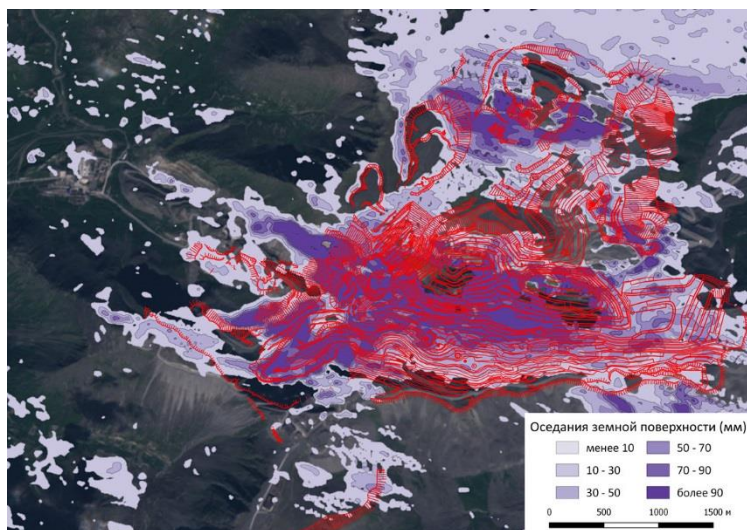 Оседания земной поверхности (мм)
менее 10
50 - 70
10 - 30
70 - 90
30 - 50
более 90
0 500 1000 1500 м